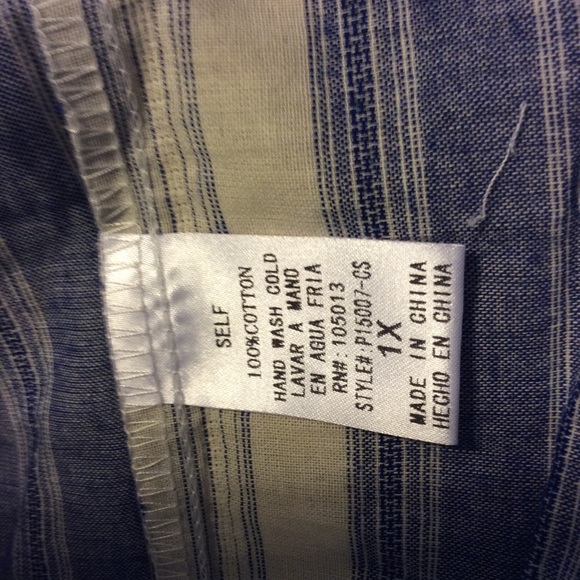 SELF
100%COTTON
HAND WASH COLD
LAVAR A MANO
EN AGUA FRIA
RN#: 105013
STYLE#:P15007-CS
1X
MADE IN CHINA
HECHO EN CHINA